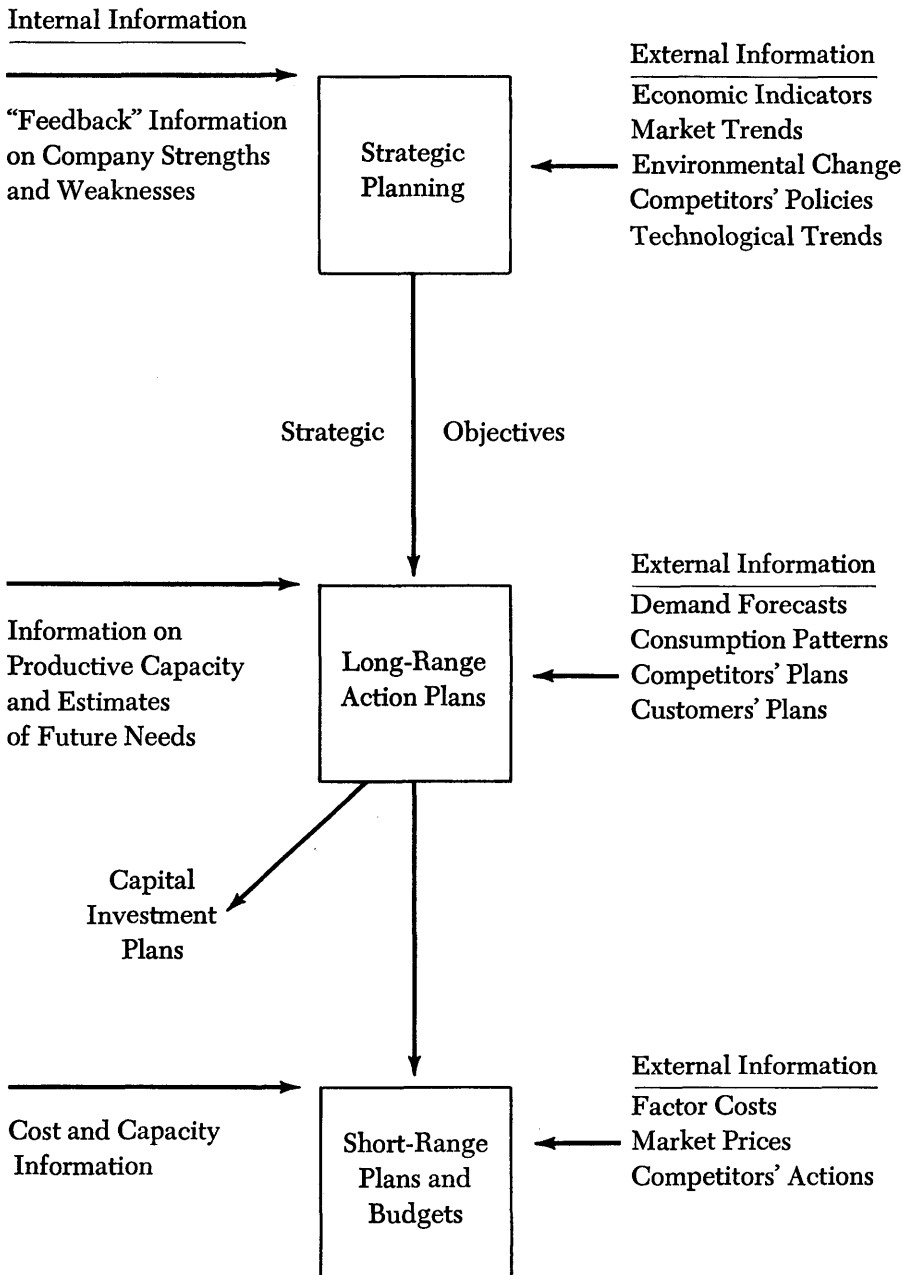 Internal Information
“Feedback” Information
on Company Strengths
and Weaknesses
Strategic
Planning
External Information
Economic Indicators
Market Trends
Environmental Change
Competitors’ Policies
Technological Trends
Strategic Objectives
Information on
Productive Capacity
and Estimates
of Future Needs
Long-Range
Action Plans
External Information
Demand Forecasts
Consumption Patterns
Competitors’ Plans
Customers’ Plans
Capital
Investment
Plans
Cost and Capacity
Information
Short-Range
Plans and
Budgets
External Information
Factor Costs
Market Prices
Competitors’ Actions